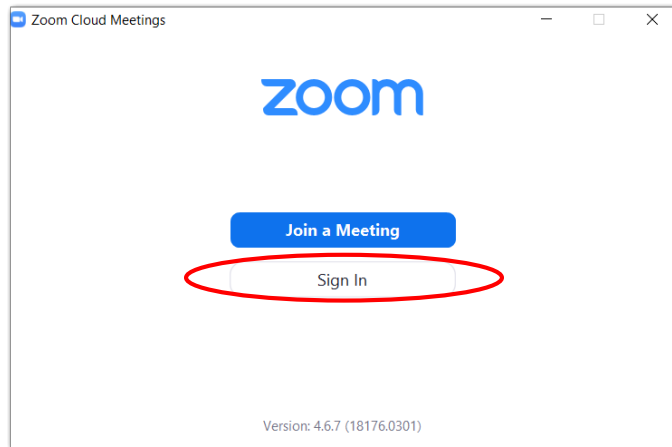 Zoom Cloud Meetings
zoom
Join a Meeting
Sign In
Version: 4.6.7 (18176.0301)